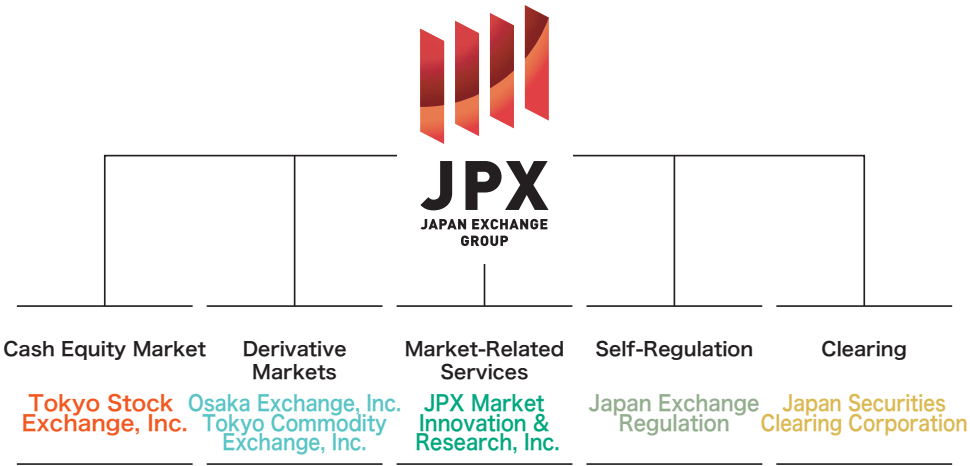 JPX
JAPAN EXCHANGE
GROUP
Cash Equity Market
Tokyo Stock
Exchange, Inc.
Derivative
Markets
Osaka Exchange, Inc.
Tokyo Commodity
Exchange, Inc.
Market-Related
Services
JPX Market
Innovation &
Research, Inc.
Self-Regulation
Japan Exchange
Regulation
Clearing
Japan Securities
Clearing Corporation